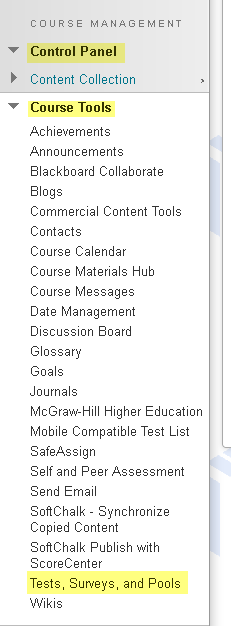 COURSE MANAGEMENT
Control Panel
Content Collection
Course Tools
Achievements
Announcements
Blackboard Collaborate
Blogs
Commercial Content Tools
Contacts
Course Calendar
Course Materials Hub
Course Messages
Date Management
Discussion Board
Glossary
Goals
Journals
McGraw-Hill Higher Education
Mobile Compatible Test List
SafeAssign
Self and Peer Assessment
Send Email
SoftChalk - Synchronize
Copied Content
SoftChalk Publish with
ScoreCenter
Tests, Surveys, and Pools
Wikis